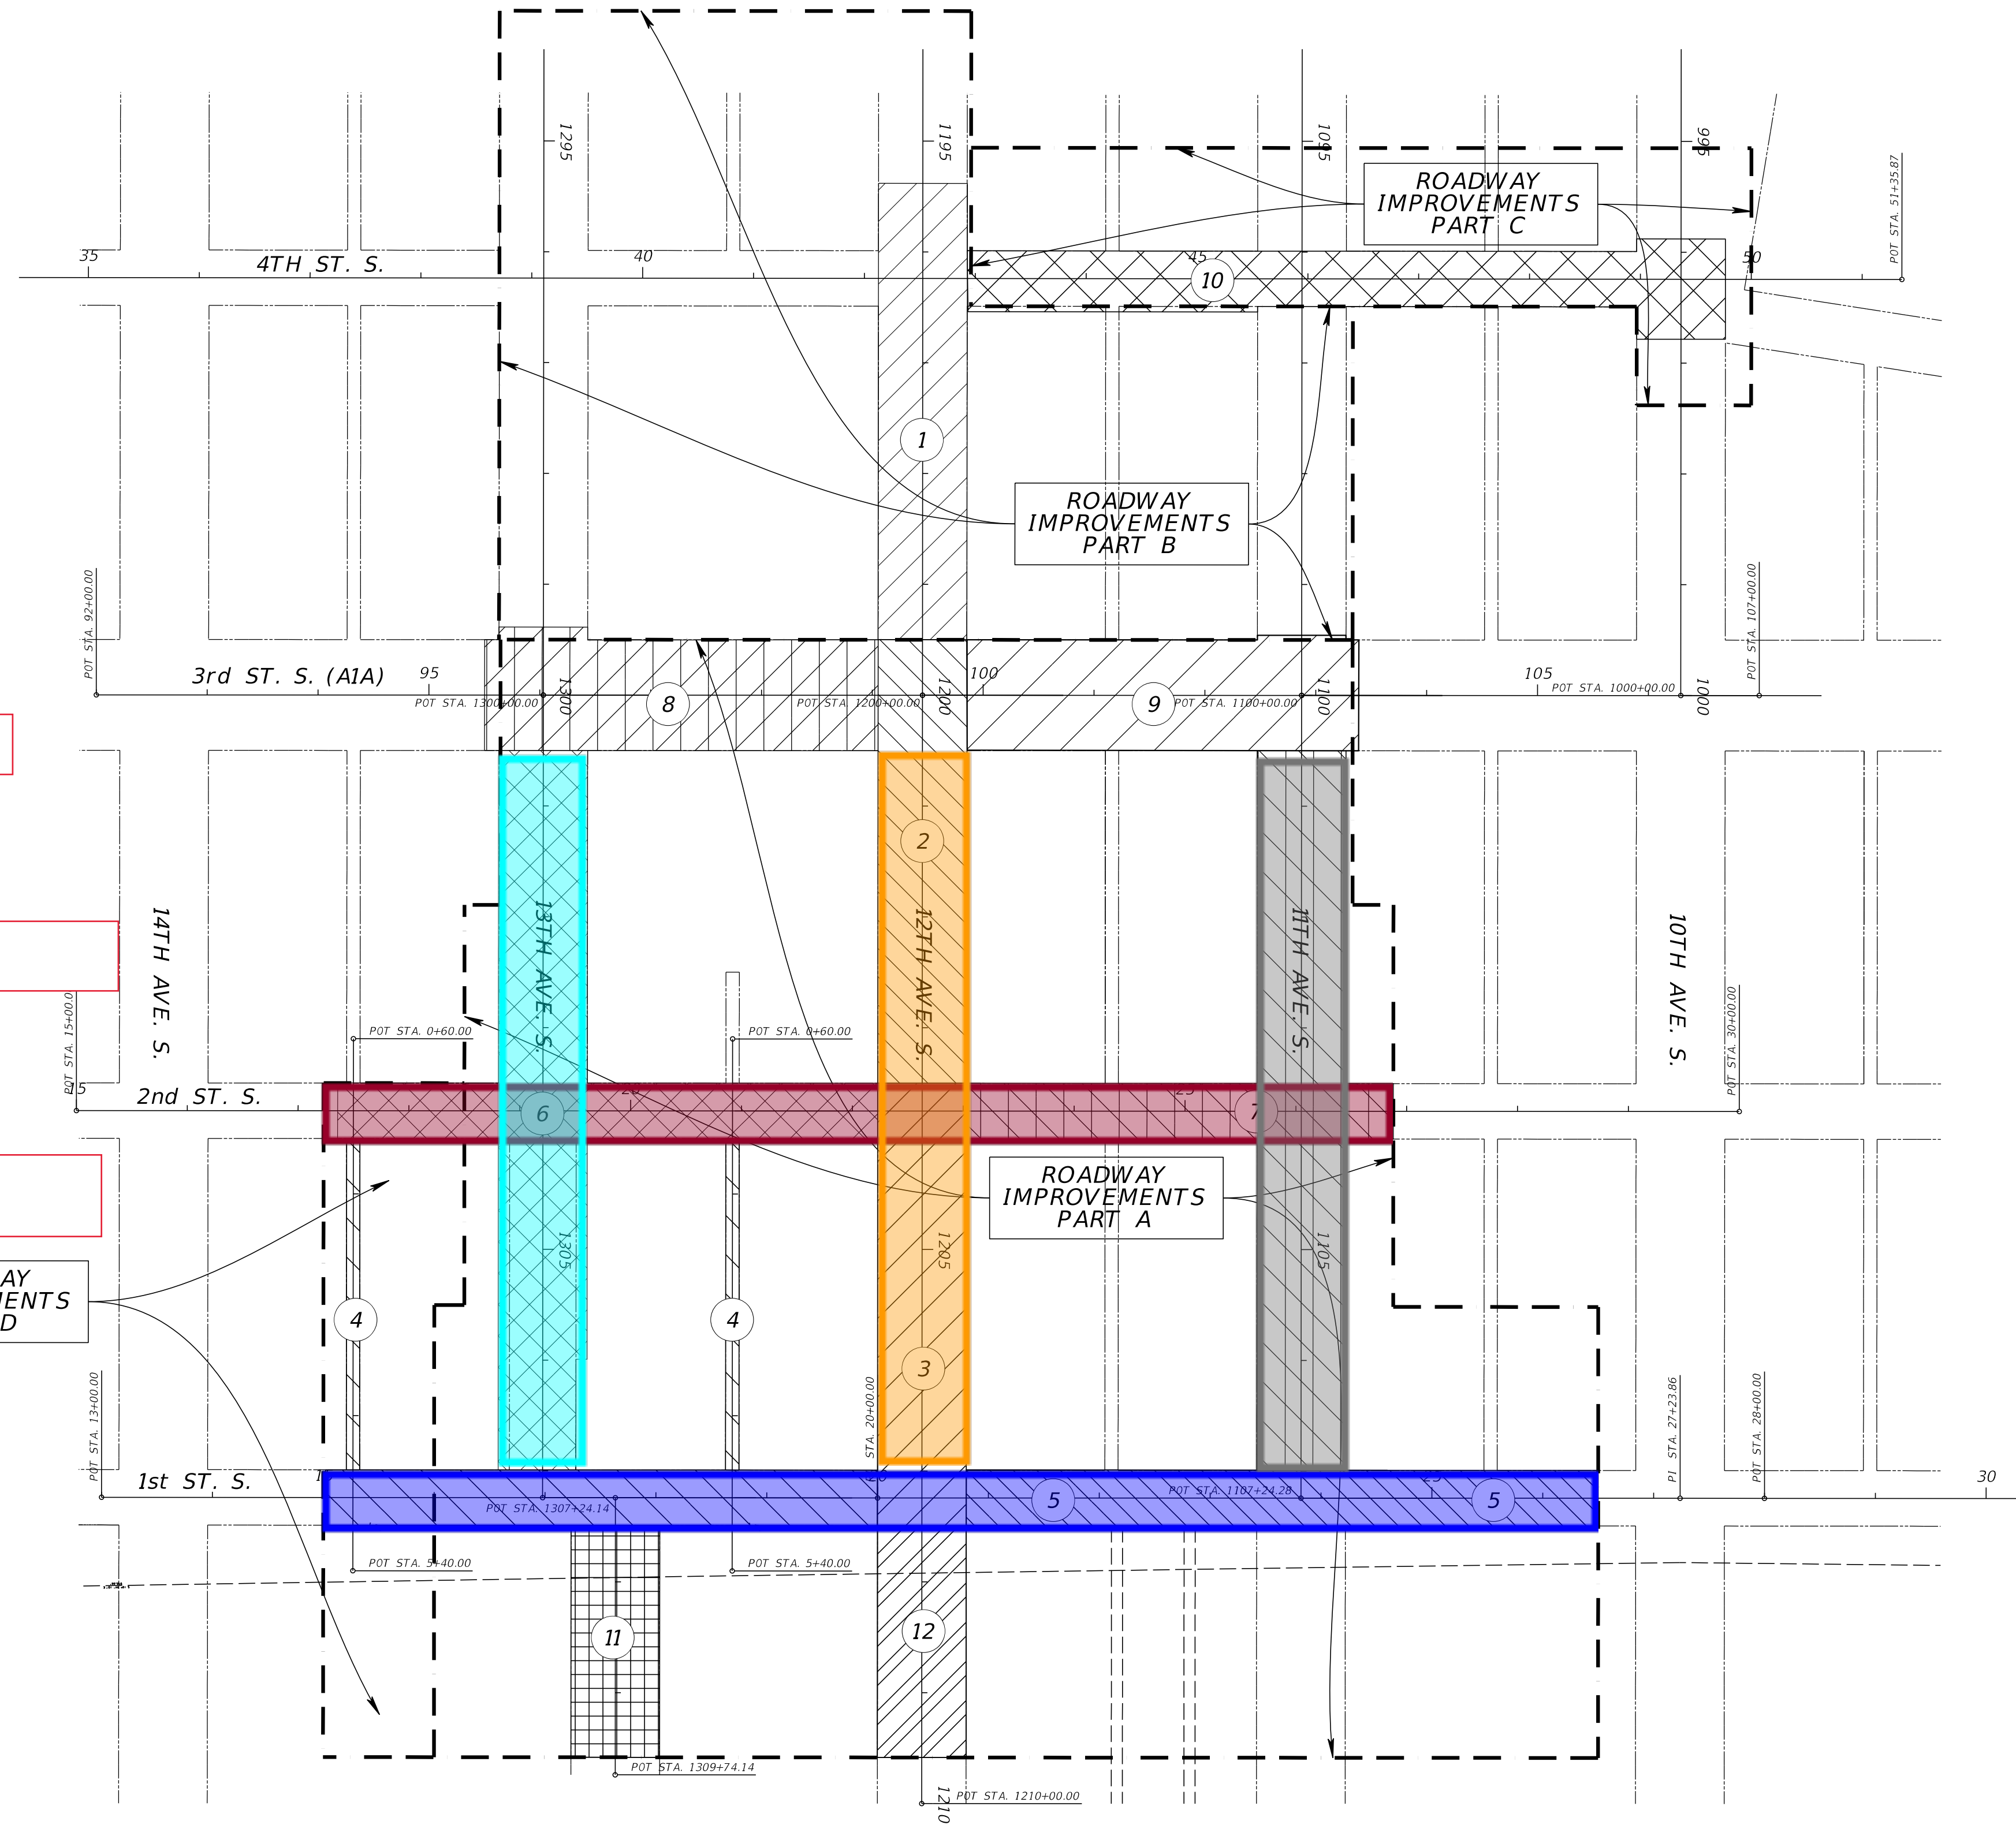 1295
1195
1095
995
POT STA. 51+35.87
ROADWAY
IMPROVEMENTS
PART C
35
4TH ST. S.
40
45
50
10
1
ROADWAY
IMPROVEMENTS
PART B
POT STA. 92+00.00
3rd ST. S. (A1A)
95
POT STA. 1300+00.00
1300
8
POT STA. 1200+00.00
1200
100
9
POT STA. 1100+00.00
1100
105
POT STA. 1000+00.00
1000
POT STA. 107+00.00
2
14TH AVE. S.
13TH AVE. S.
12TH AVE. S.
11TH AVE. S.
10TH AVE. S.
POT STA. 15+00.0
POT STA. 0+60.00
POT STA. 0+60.00
POT STA. 30+00.00
15
2nd ST. S.
6
25
7
ROADWAY
IMPROVEMENTS
PART A
1305
1205
1105
AY
ENTS
D
4
4
3
POT STA. 13+00.00
STA. 20+00.00
PI STA. 27+23.86
POT STA. 28+00.00
1st ST. S.
1
POT STA. 1307+24.14
5
POT STA. 1107+24.28
25
5
30
POT STA. 5+40.00
POT STA. 5+40.00
11
12
POT STA. 1309+74.14
POT STA. 1210+00.00
1210